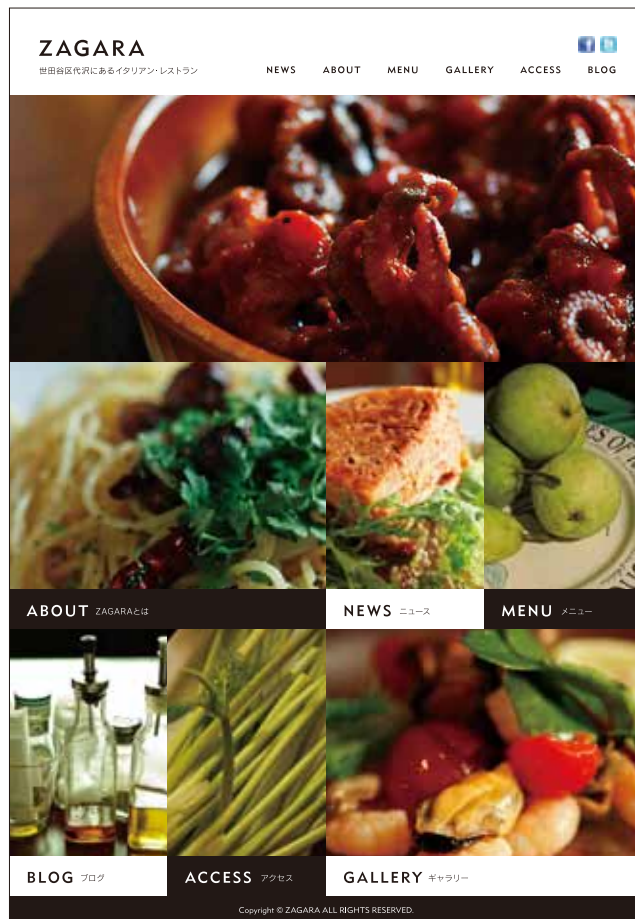 ZAGARA
世田谷区代沢にあるイタリアン・レストラン
NEWS ABOUT MENU GALLERY ACCESS BLOG
ABOUT ZAGARAとは
NEWS ニュース
MENU メニュー
BLOG ブログ
ACCESS アクセス
GALLERY ギャラリー
Copyright © ZAGARA ALL RIGHTS RESERVED.